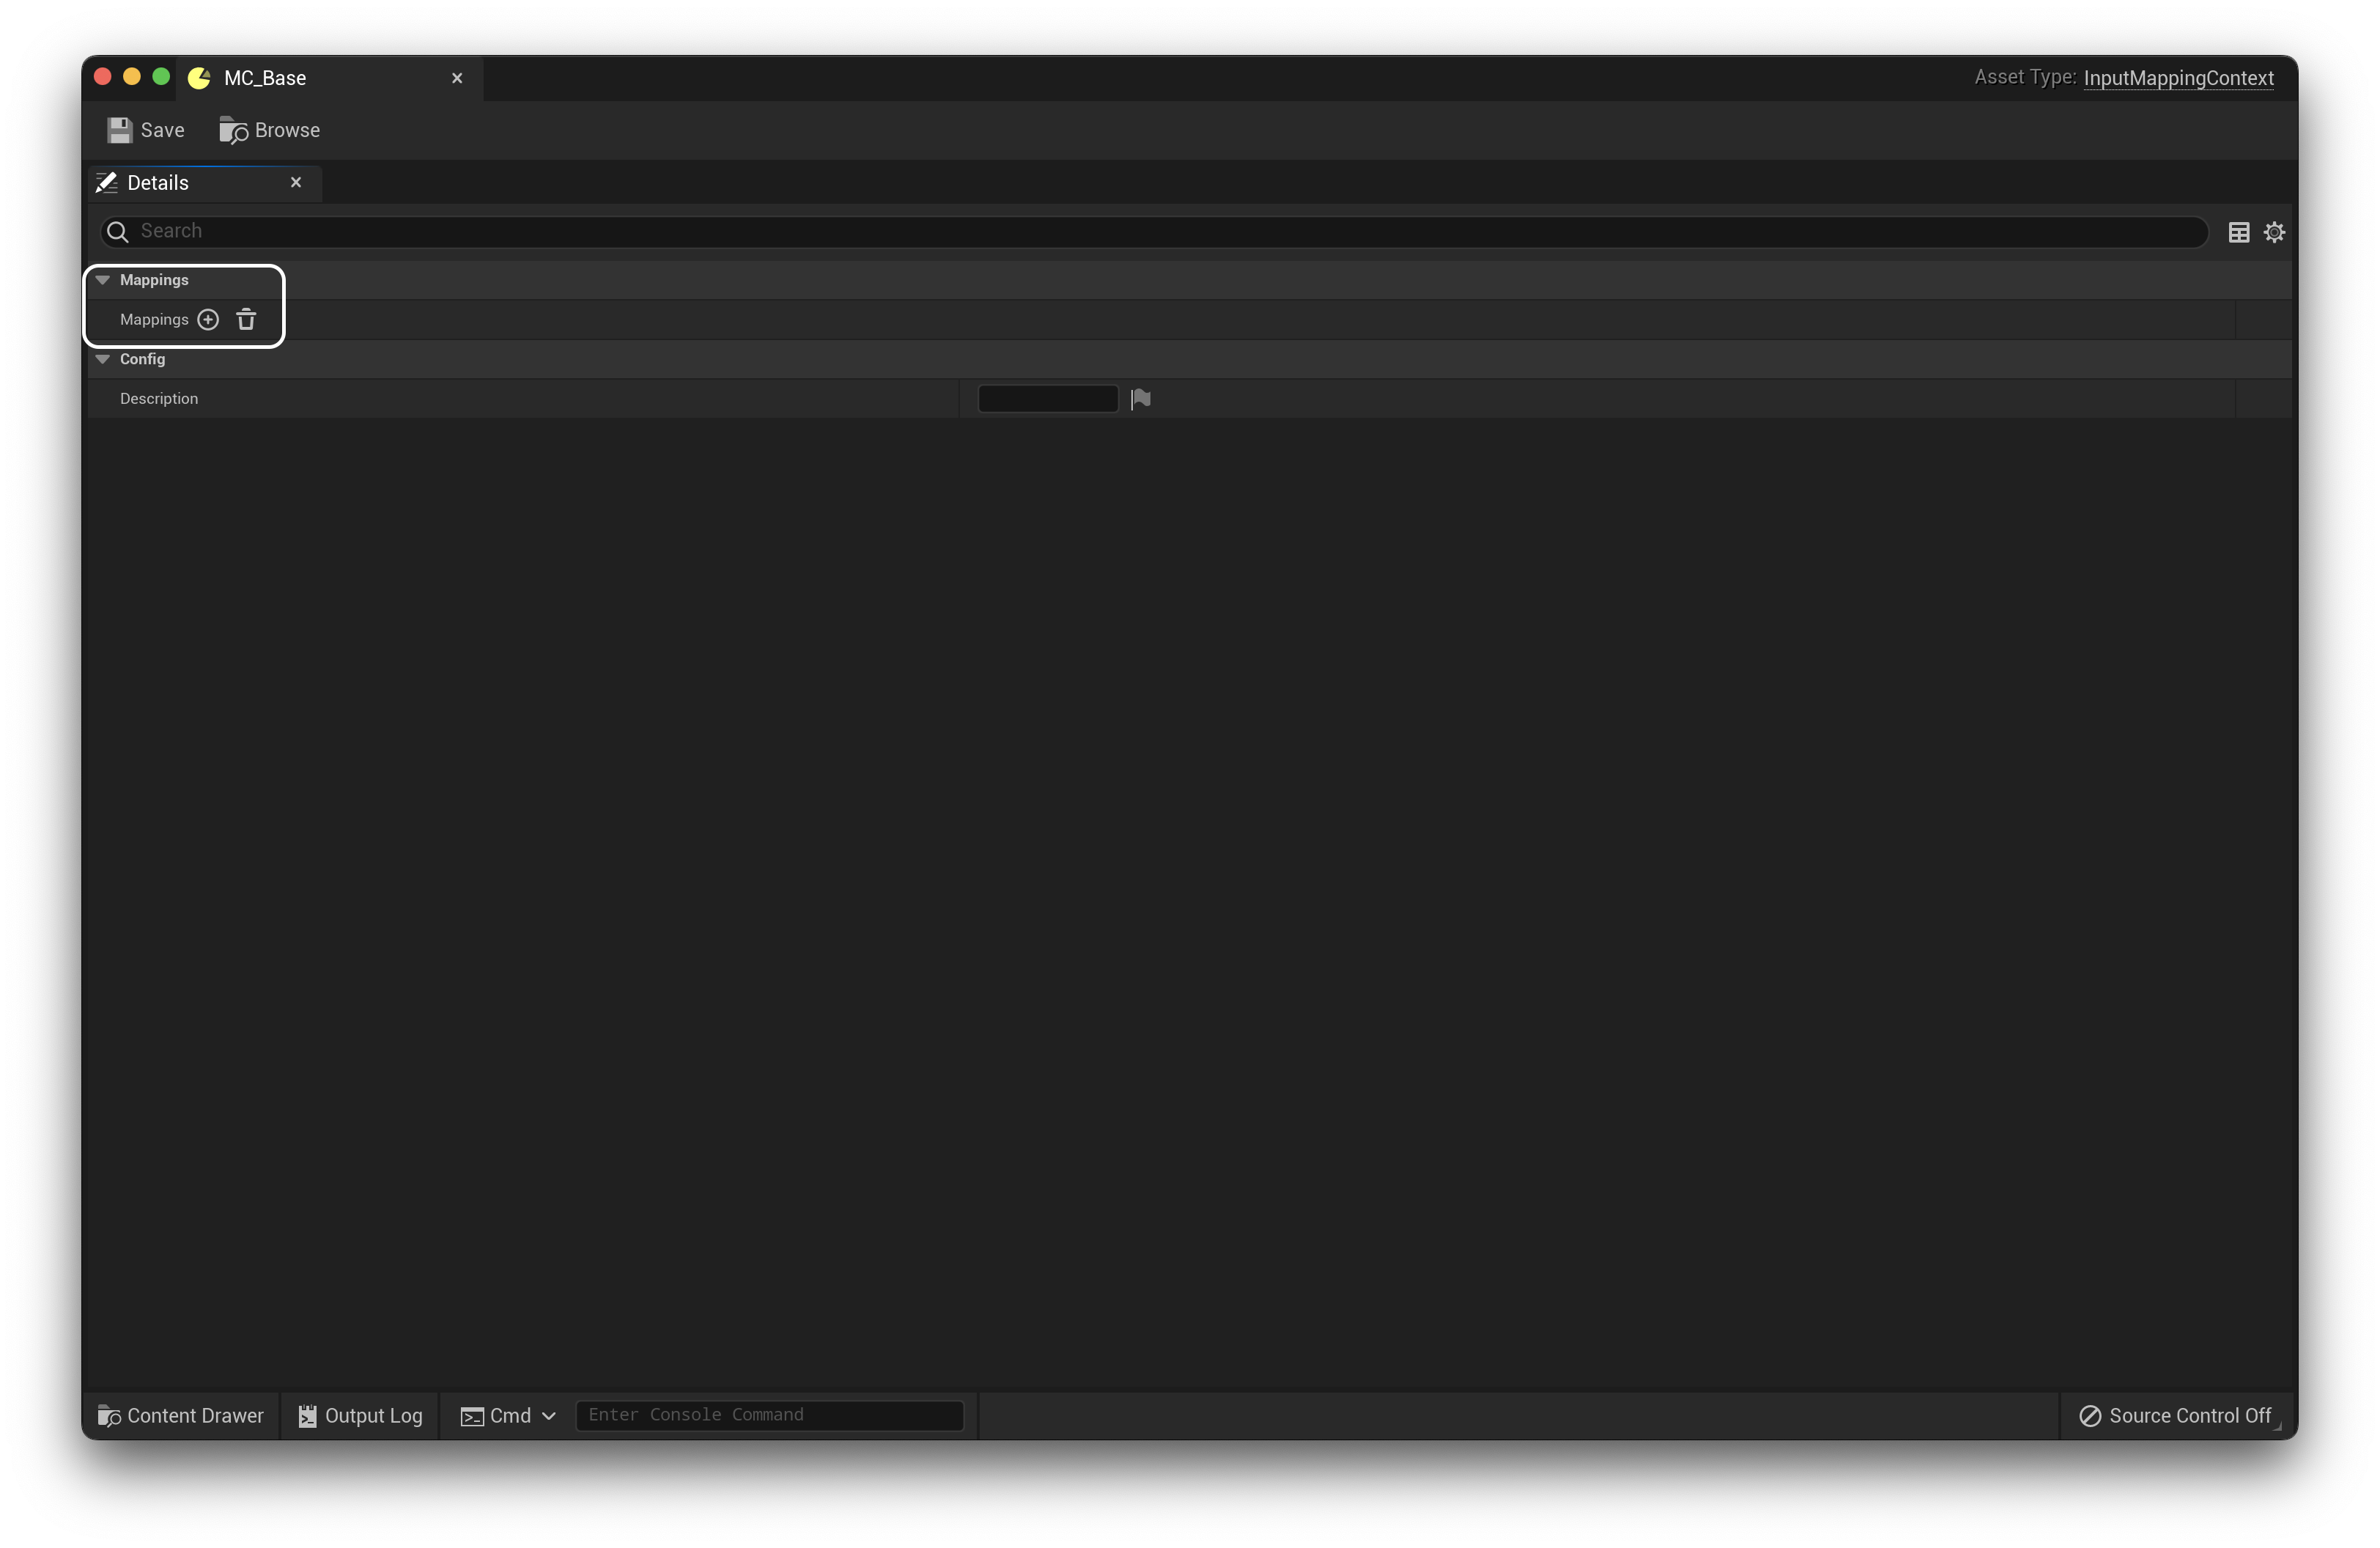 MC_Base
Asset Type: InputMappingContext
Save Browse
Details
Search
Mappings
Mappings
Config
Description
Content Drawer Output Log Cmd Enter Console Command Source Control Off